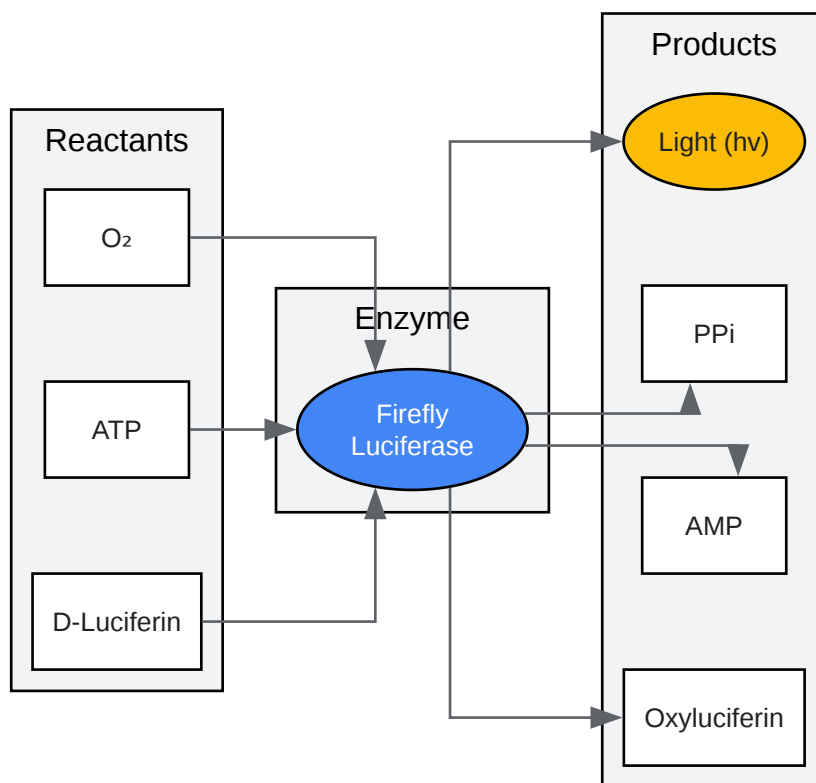 Reactants
O₂
ATP
D-Luciferin
Enzyme
Firefly
Luciferase
Products
Light (hv)
PPi
AMP
Oxyluciferin